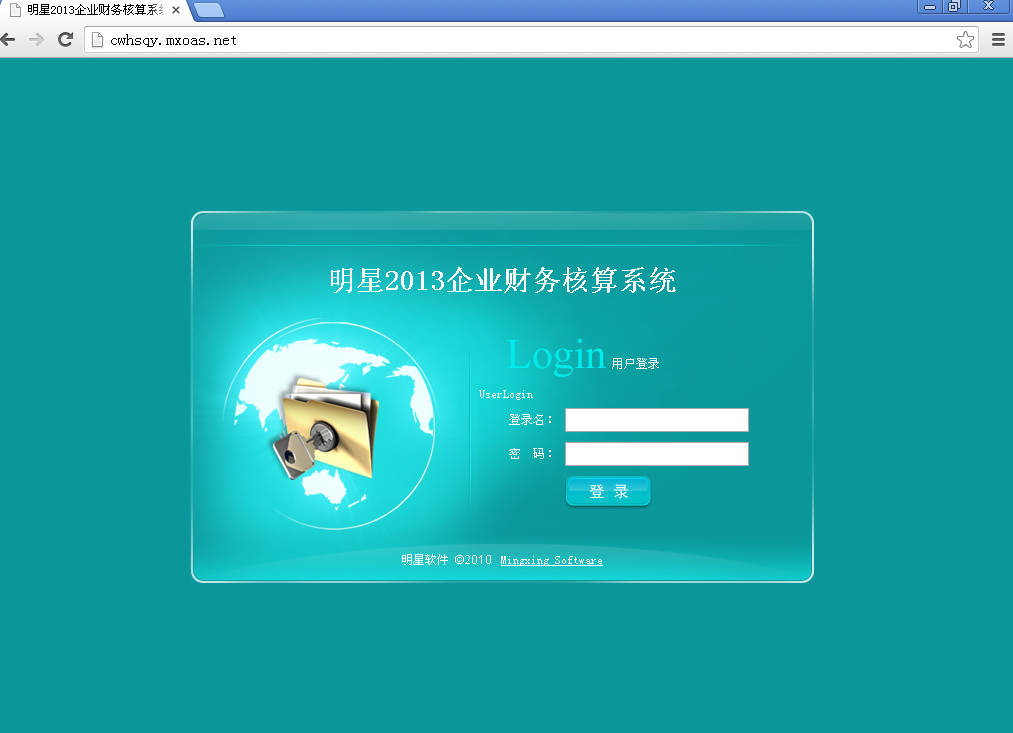 明星2013企业财务核算系统
cwhsqy.mxoas.net
明星2013企业财务核算系统
Login 用户登录
UserLogin
登录名：
密 码：
登 录
明星软件 ©2010 Mingxing Software